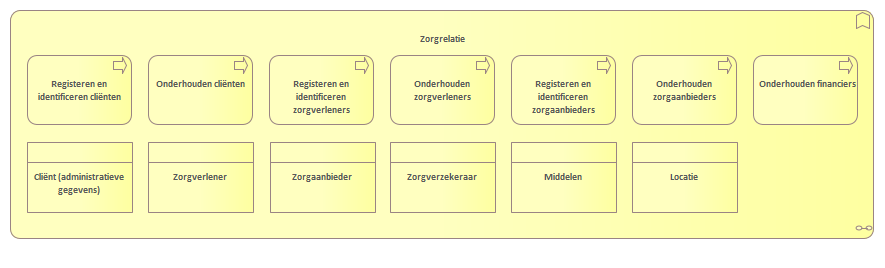 Zorgrelatie
Registeren en
identificeren cliënten
Onderhouden cliënten
Registeren en
identificeren
zorgverleners
Onderhouden
zorgverleners
Registeren en
identificeren
zorgaanbieders
Onderhouden
zorgaanbieders
Onderhouden financiers
Cliënt (administratieve
gegevens)
Zorgverlener
Zorgaanbieder
Zorgverzekeraar
Middelen
Locatie